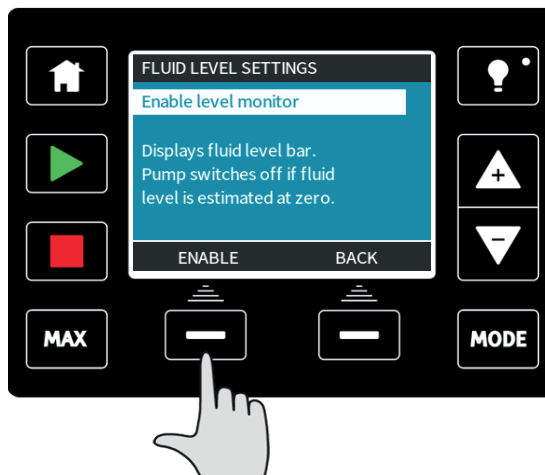 FLUID LEVEL SETTINGS
Enable level monitor
Displays fluid level bar.
Pump switches off if fluid
level is estimated at zero.
ENABLE BACK
MAX
MODE